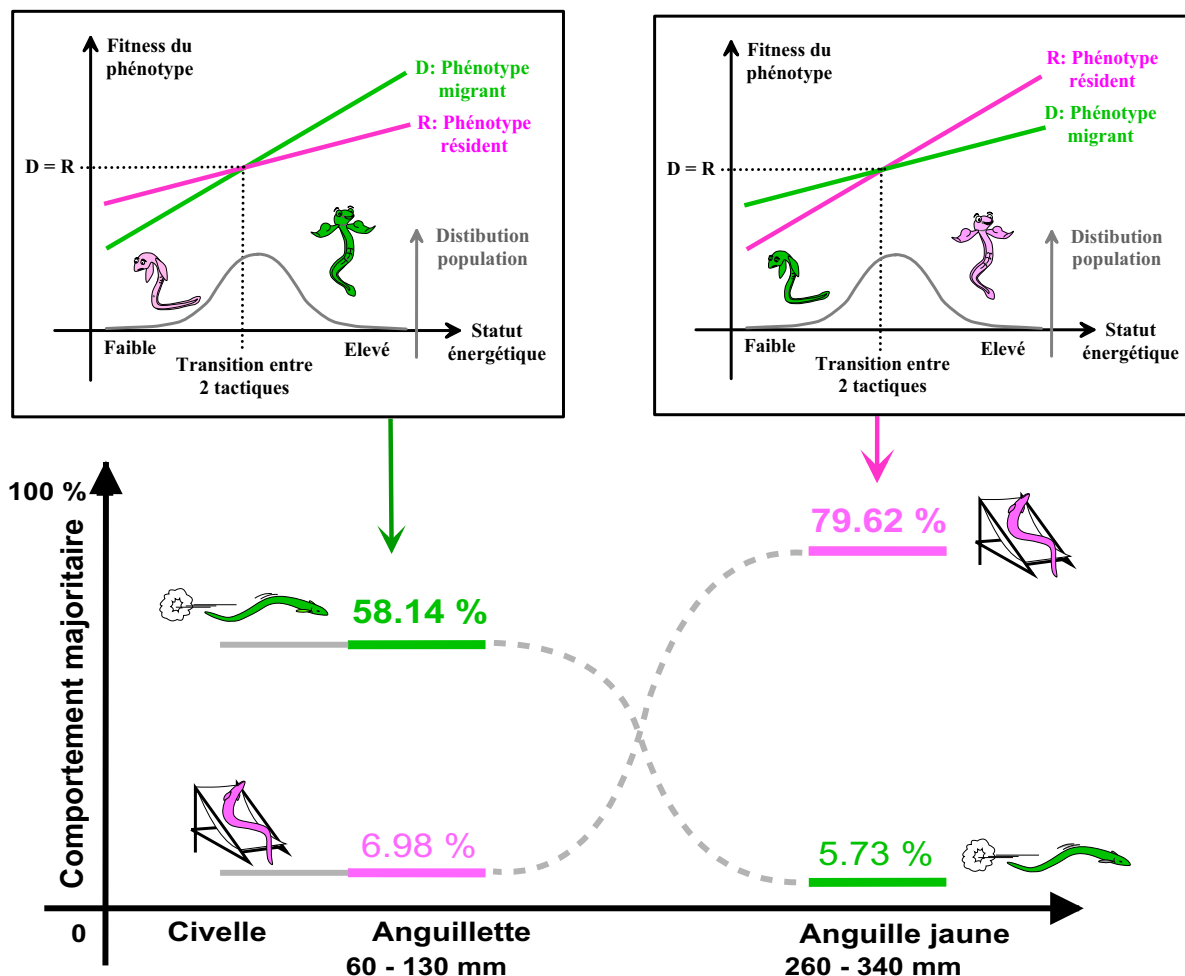 Fitness du
phénotype
D: Phénotype
migrant
R: Phénotype
résident
D = R
Distibution
population
Faible
Elevé
Statut
énergétique
Transition entre
2 tactiques
Fitness du
phénotype
R: Phénotype
résident
D: Phénotype
migrant
D = R
Distibution
population
Faible
Elevé
Statut
énergétique
Transition entre
2 tactiques
Comportement majoritaire
100 %
79.62 %
58.14 %
6.98 %
5.73 %
0
Civelle
Anguillette
60 - 130 mm
Anguille jaune
260 - 340 mm